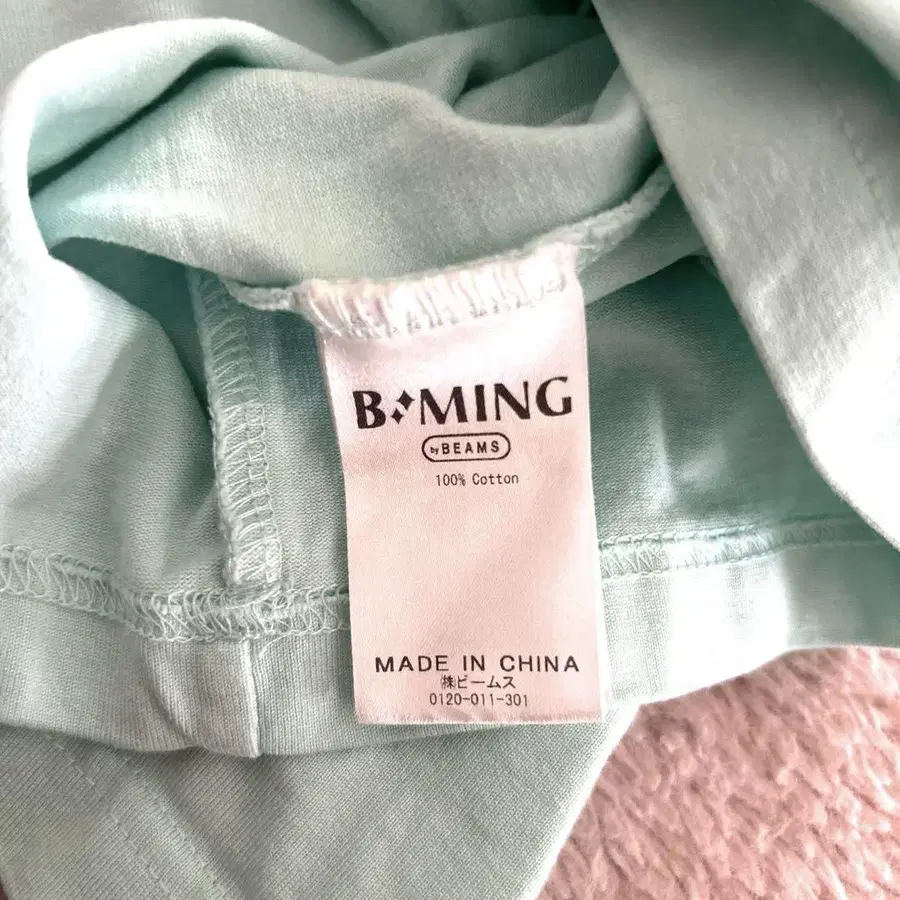 B:MING
by BEAMS
100% Cotton
MADE IN CHINA
㈱ビームス
0120-011-301